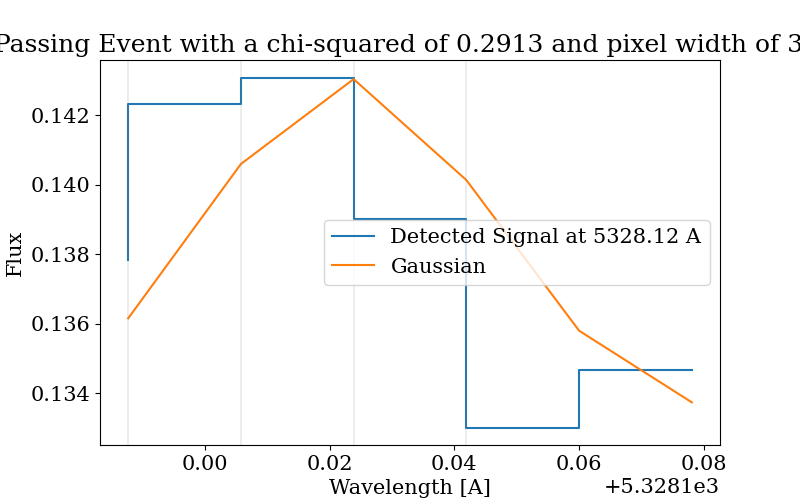 Passing Event with a chi-squared of 0.2913 and pixel width of 3
Flux
0.142
0.140
0.138
0.136
0.134
Detected Signal at 5328.12 A
Gaussian
0.00 0.02 0.04 0.06 0.08
Wavelength [A]
+5.3281e3